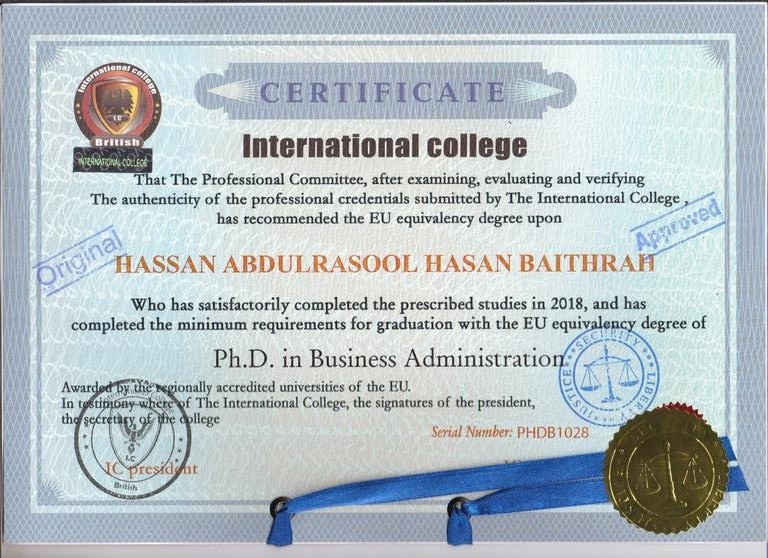 International college
I.C
British
INTERNATIONAL COLLEGE
CERTIFICATE
International college
That The Professional Committee, after examining, evaluating and verifying
The authenticity of the professional credentials submitted by The International College ,
has recommended the EU equivalency degree upon
Original
Approved
HASSAN ABDULRASOOL HASAN BAITHRAH
Who has satisfactorily completed the prescribed studies in 2018, and has
completed the minimum requirements for graduation with the EU equivalency degree of
Ph.D. in Business Administration
SECURITY
JUSTICE
LIBERTY
Awarded by the regionally accredited universities of the EU.
In testimony where of The International College, the signatures of the president,
the secretary of the college
International College
I.C
British
Serial Number: PHDB1028
IC president